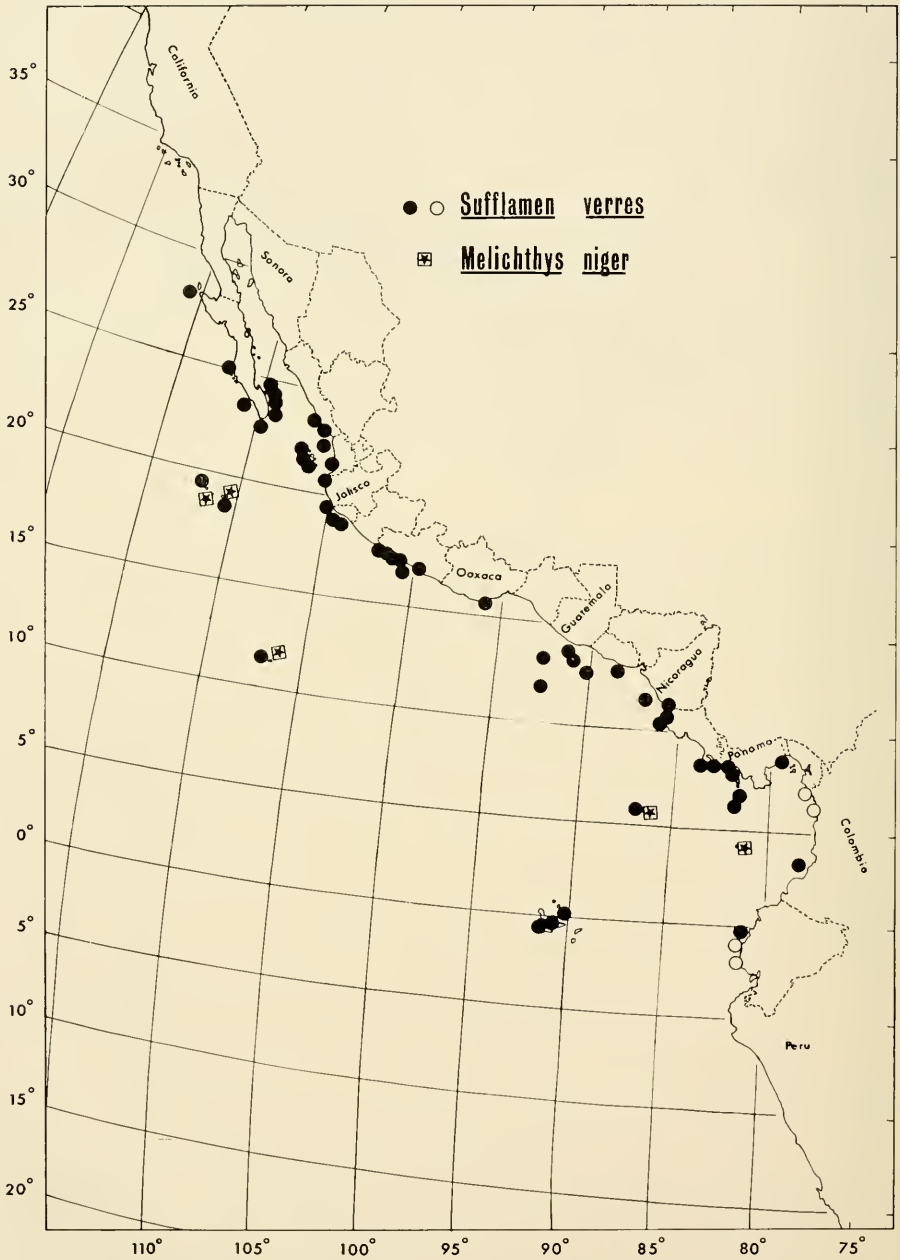 California
35°
30°
Sufflamen verres
Sonora
Melichthys niger
25°
20°
Jalisco
15°
Oaxaca
Guatemala
10°
Nicaragua
5°
Panama
0°
Colombia
5°
10°
Peru
15°
20°
110° 105° 100° 95° 90° 85° 80° 75°